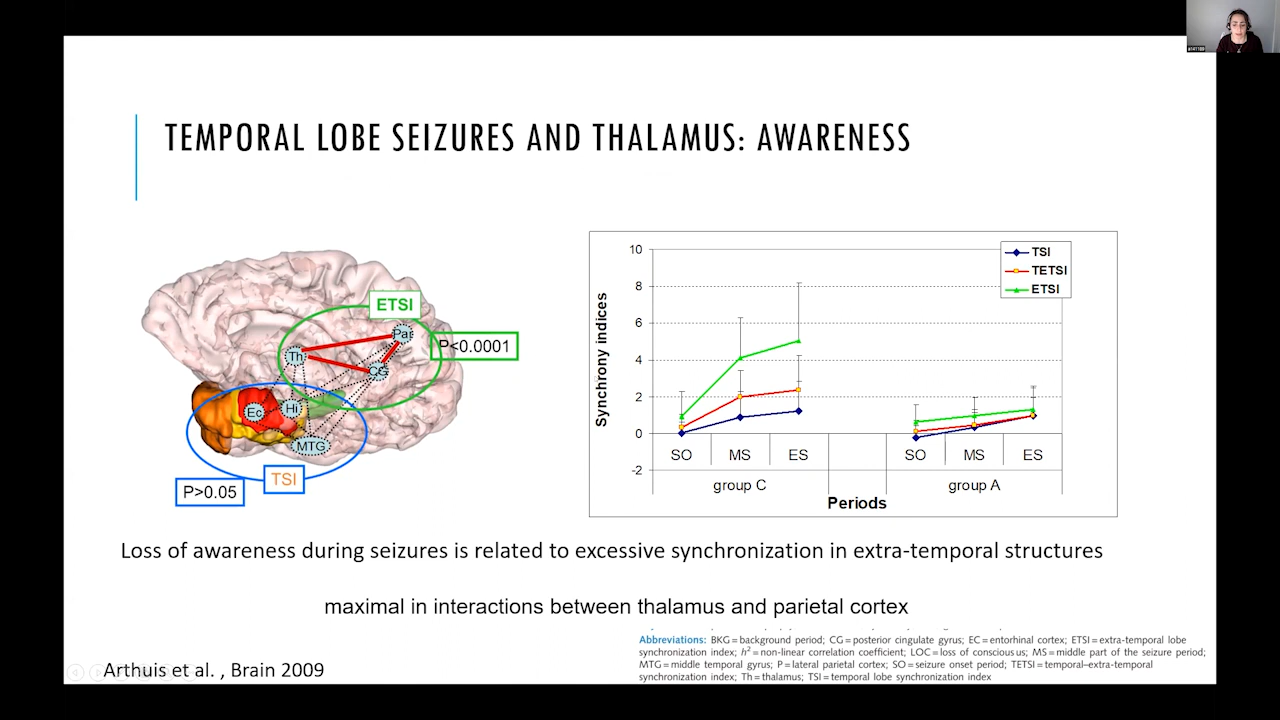 TEMPORAL LOBE SEIZURES AND THALAMUS: AWARENESS
ETSI
Pa
P<0.0001
Th
CG
Ec
Hi
MTG
TSI
P>0.05
10
8
6
4
2
0
-2
Synchrony indices
TSI
TETSI
ETSI
SO MS ES SO MS ES
group C group A
Periods
Loss of awareness during seizures is related to excessive synchronization in extra-temporal structures
maximal in interactions between thalamus and parietal cortex
Abbreviations: BKG = background period; CG = posterior cingulate gyrus; EC = entorhinal cortex; ETSI = extra-temporal lobe
synchronization index; h² = non-linear correlation coefficient; LOC = loss of conscious us; MS = middle part of the seizure period;
MTG = middle temporal gyrus; P = lateral parietal cortex; SO = seizure onset period; TETSI = temporal–extra-temporal
synchronization index; Th = thalamus; TSI = temporal lobe synchronization index
Arthuis et al. , Brain 2009